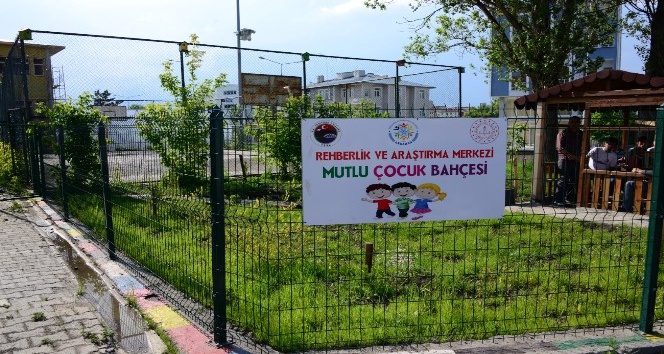 REHBERLİK VE ARAŞTIRMA MERKEZİ
MUTLU ÇOCUK BAHÇESİ